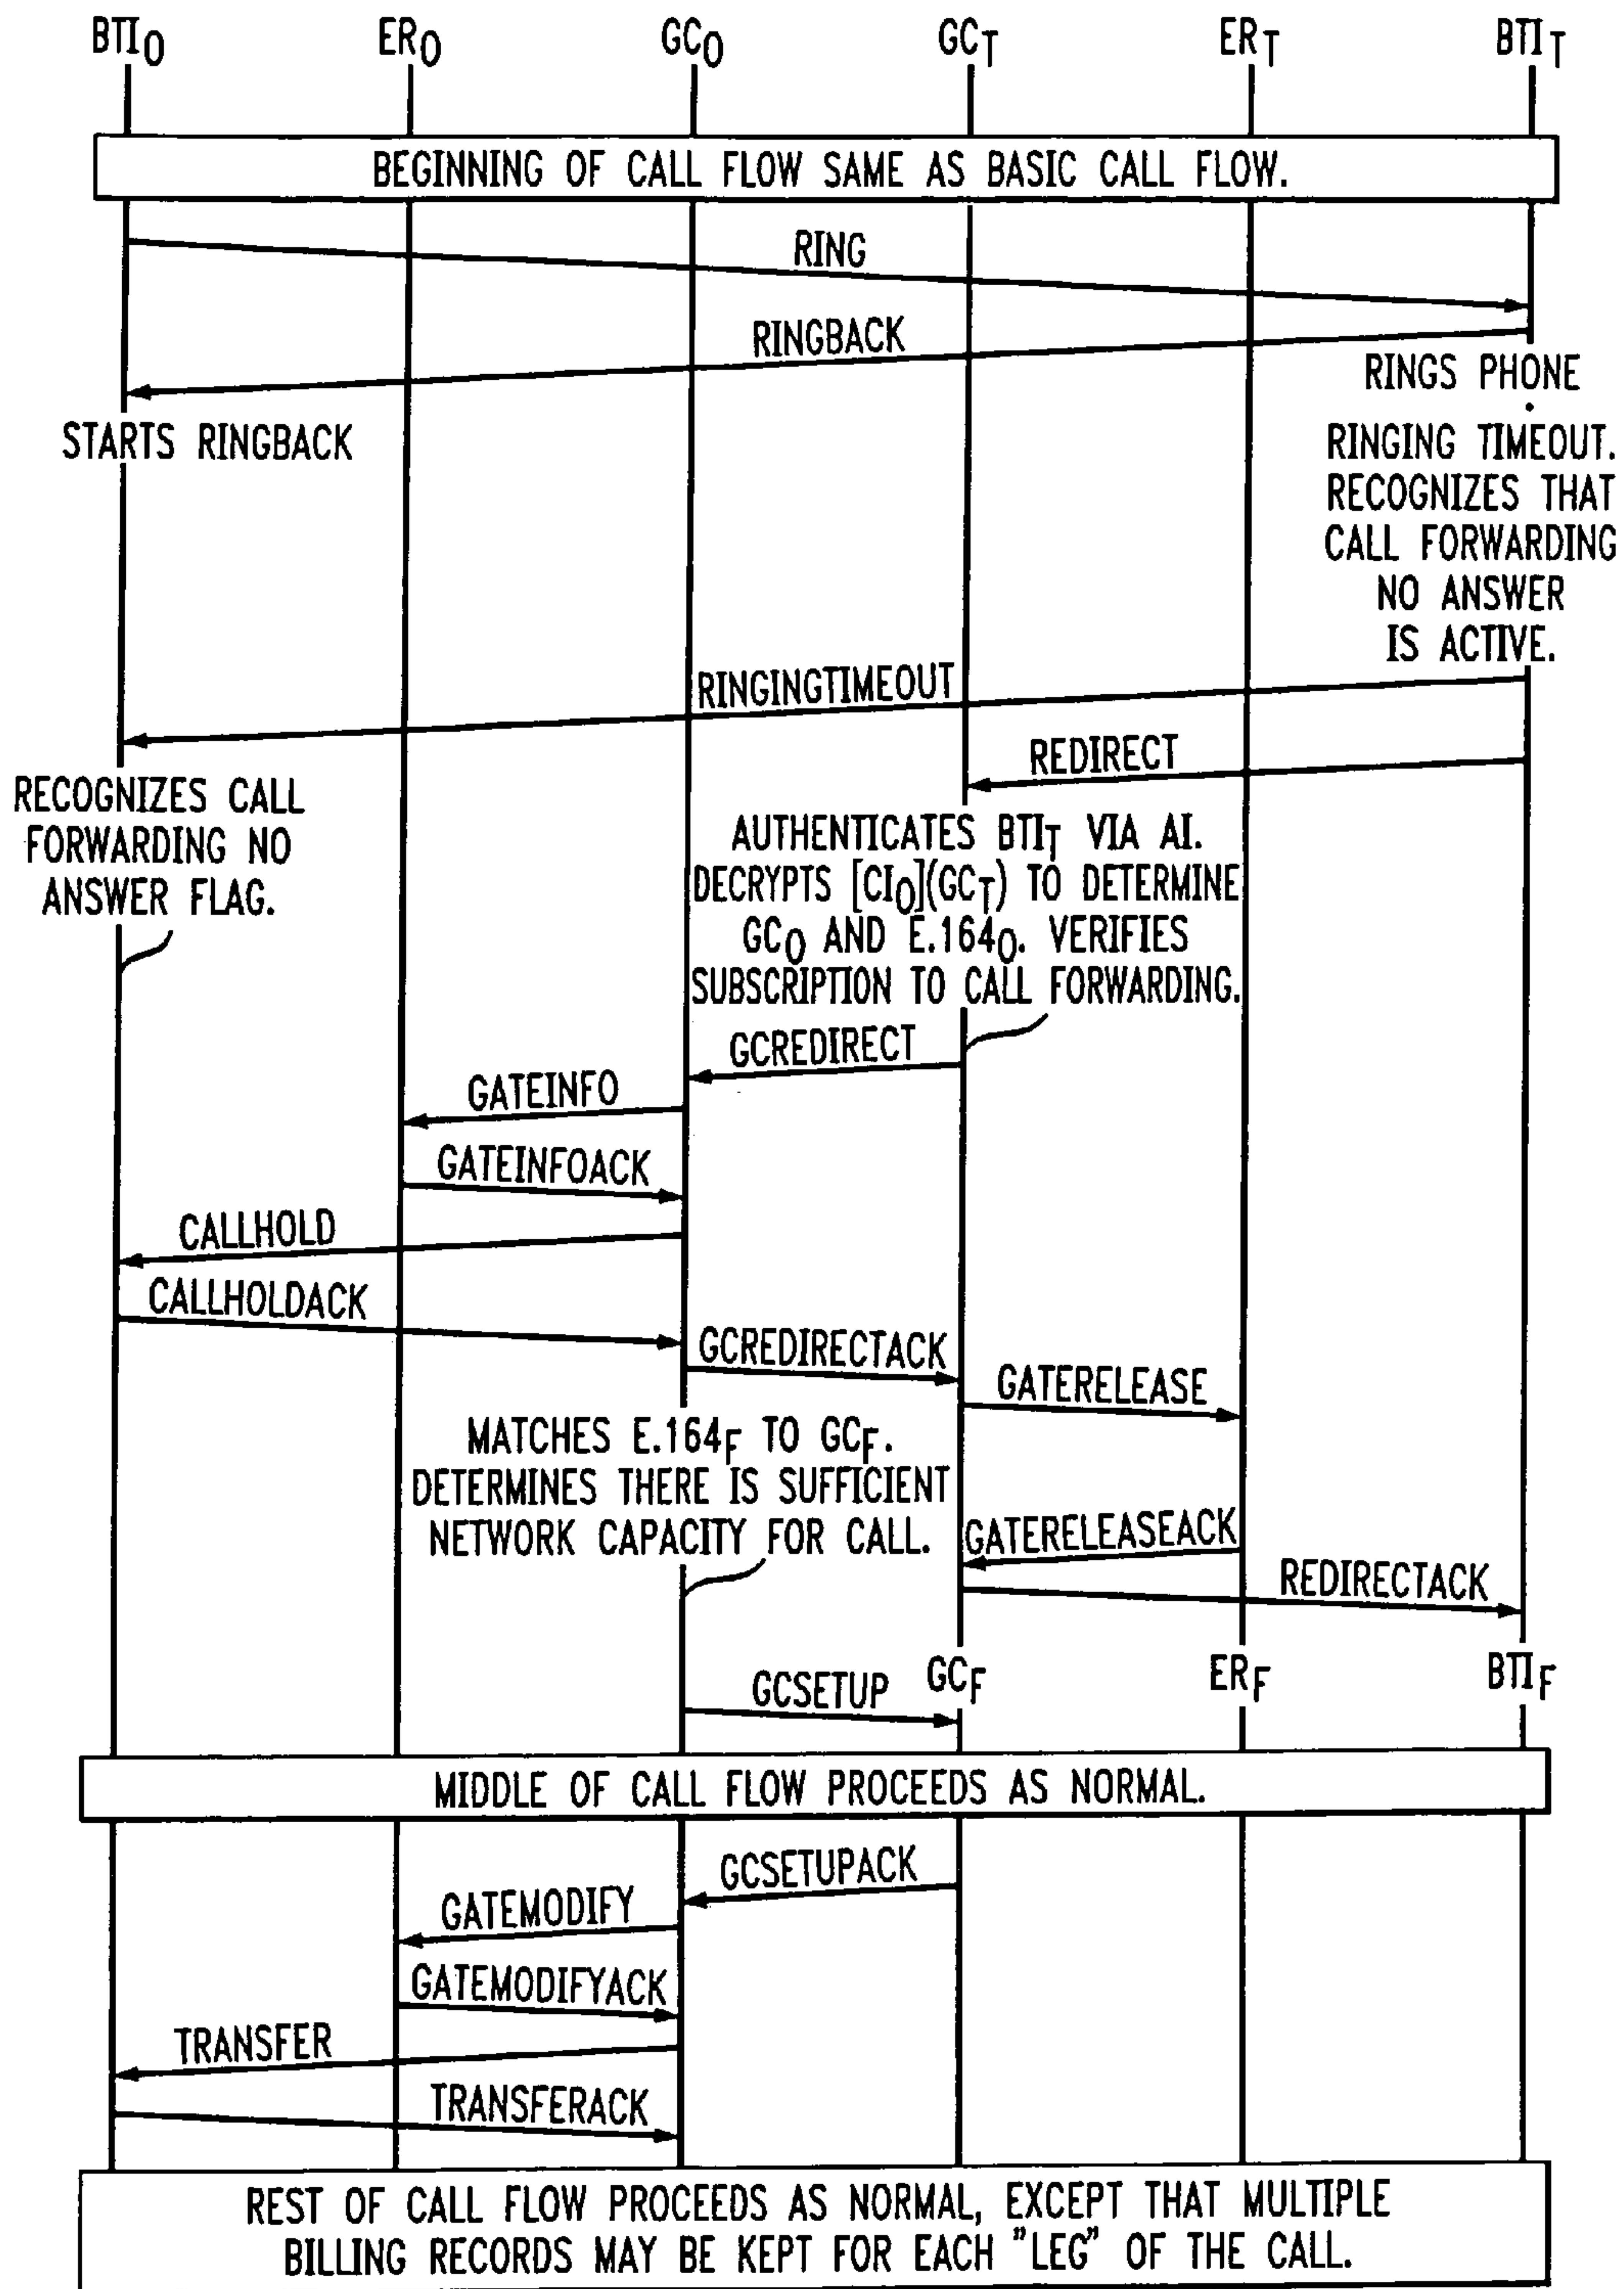 BTIO ERO GCO GCT ERT BTIT
BEGINNING OF CALL FLOW SAME AS BASIC CALL FLOW.
RING
RINGBACK
RINGS PHONE
STARTS RINGBACK
RINGING TIMEOUT.
RECOGNIZES THAT
CALL FORWARDING
NO ANSWER
IS ACTIVE.
RINGINGTIMEOUT
REDIRECT
RECOGNIZES CALL
FORWARDING NO
ANSWER FLAG.
AUTHENTICATES BTIT VIA AI.
DECRYPTS [CIO](GCT) TO DETERMINE
GCO AND E.164O. VERIFIES
SUBSCRIPTION TO CALL FORWARDING.
GCREDIRECT
GATEINFO
GATEINFOACK
CALLHOLD
CALLHOLDACK
GCREDIRECTACK
GATERELEASE
MATCHES E.164F TO GCF.
DETERMINES THERE IS SUFFICIENT
NETWORK CAPACITY FOR CALL.
GATERELEASEACK
REDIRECTACK
GCF ERF BTIF
GCSETUP
MIDDLE OF CALL FLOW PROCEEDS AS NORMAL.
GCSETUPACK
GATEMODIFY
GATEMODIFYACK
TRANSFER
TRANSFERACK
REST OF CALL FLOW PROCEEDS AS NORMAL, EXCEPT THAT MULTIPLE
BILLING RECORDS MAY BE KEPT FOR EACH "LEG" OF THE CALL.